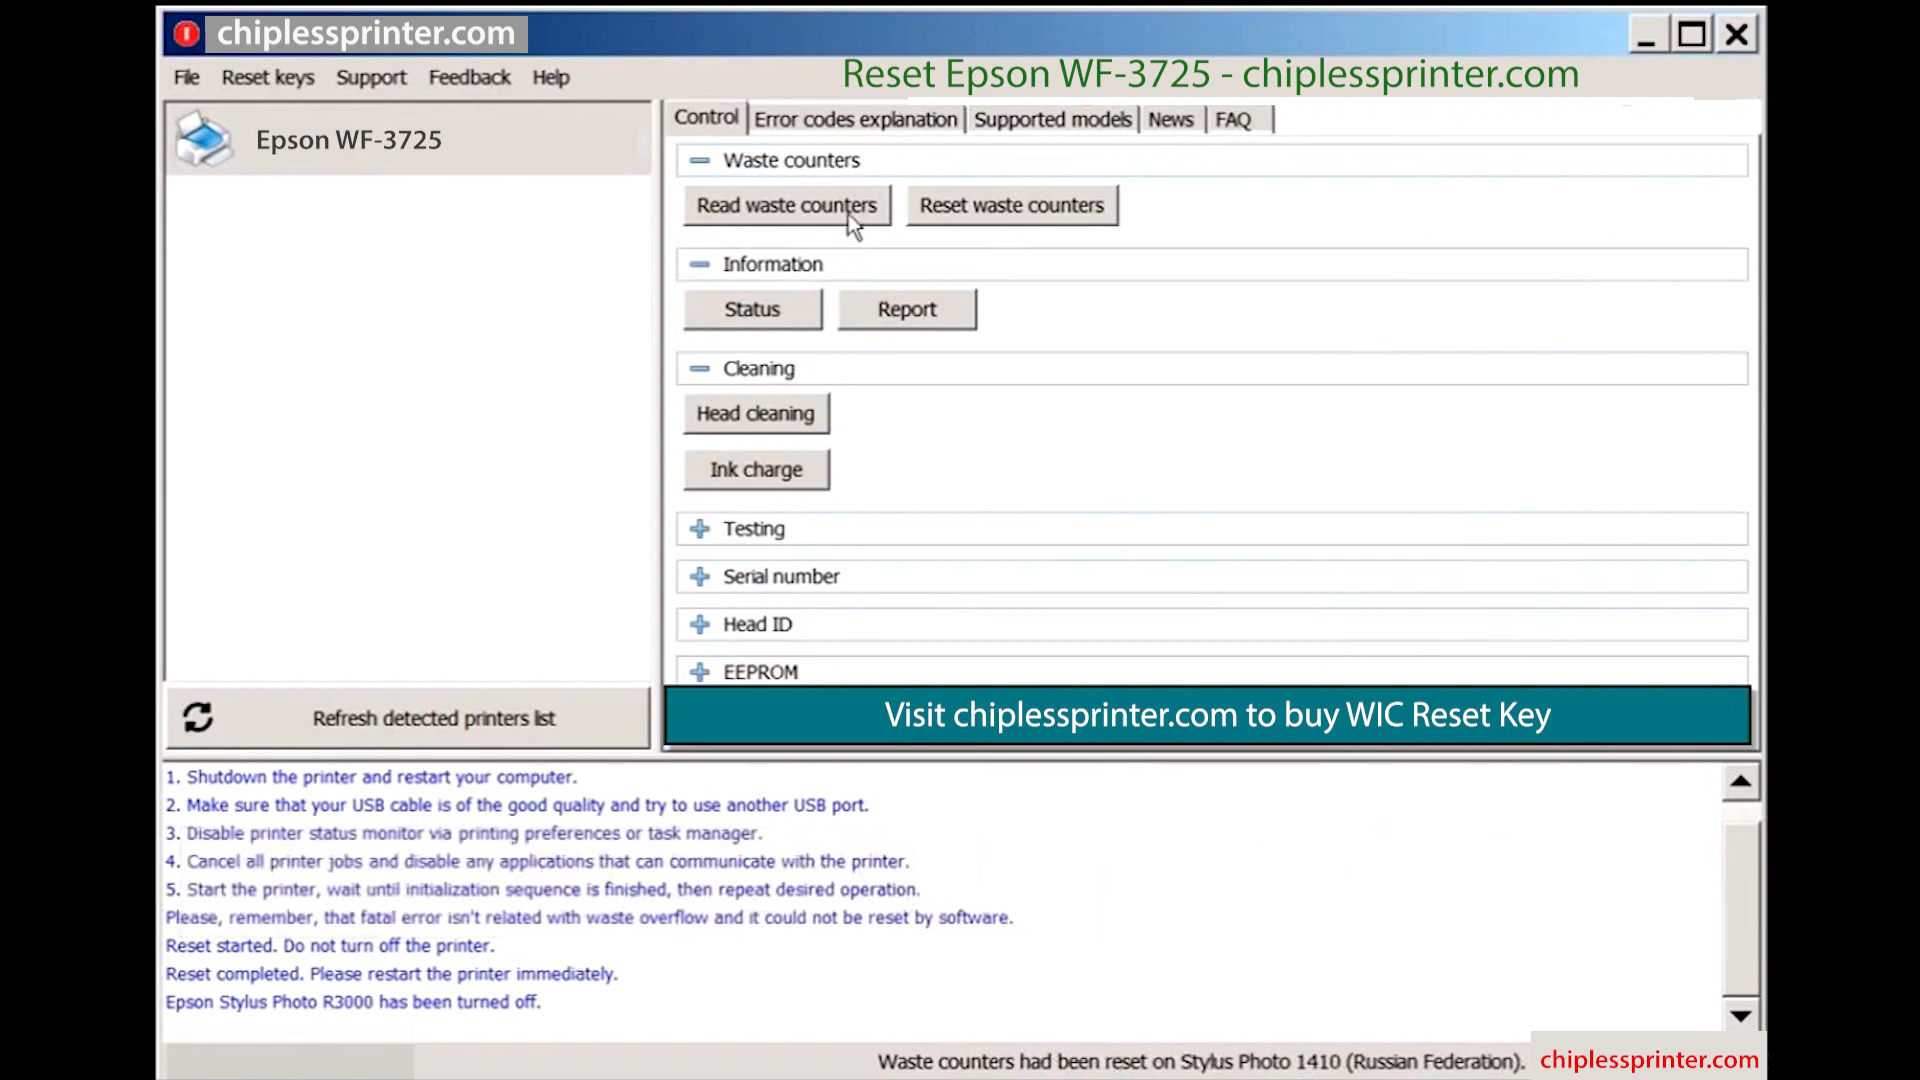 chiplessprinter.com
File Reset keys Support Feedback Help
Reset Epson WF-3725 - chiplessprinter.com
Epson WF-3725
Control Error codes explanation Supported models News FAQ
Waste counters
Read waste counters Reset waste counters
Information
Status Report
Cleaning
Head cleaning
Ink charge
Testing
Serial number
Head ID
EEPROM
Refresh detected printers list
Visit chiplessprinter.com to buy WIC Reset Key
1. Shutdown the printer and restart your computer.
2. Make sure that your USB cable is of the good quality and try to use another USB port.
3. Disable printer status monitor via printing preferences or task manager.
4. Cancel all printer jobs and disable any applications that can communicate with the printer.
5. Start the printer, wait until initialization sequence is finished, then repeat desired operation.
Please, remember, that fatal error isn't related with waste overflow and it could not be reset by software.
Reset started. Do not turn off the printer.
Reset completed. Please restart the printer immediately.
Epson Stylus Photo R3000 has been turned off.
Waste counters had been reset on Stylus Photo 1410 (Russian Federation).
chiplessprinter.com